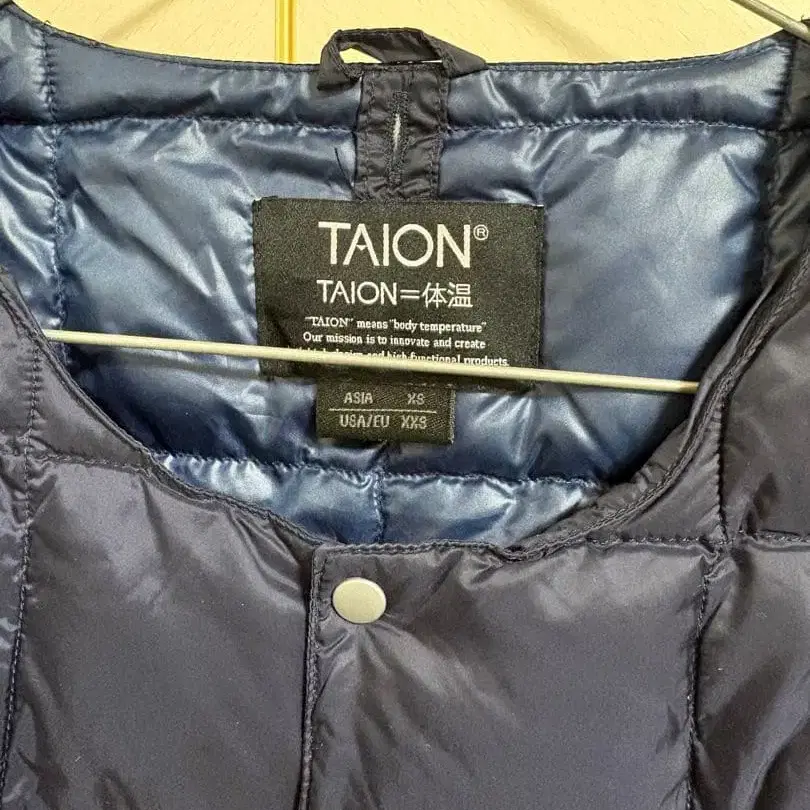 TAION®
TAION=体温
"TAION" means "body temperature"
Our mission is to innovate and create
design and high functional products.
ASIA XS
USA/EU XXS